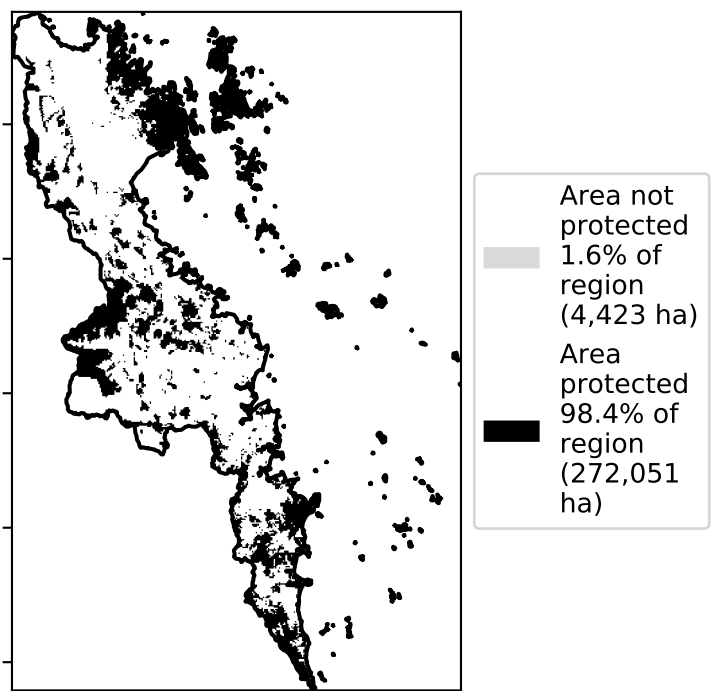 Area not
protected
1.6% of
region
(4,423 ha)
Area
protected
98.4% of
region
(272,051
ha)